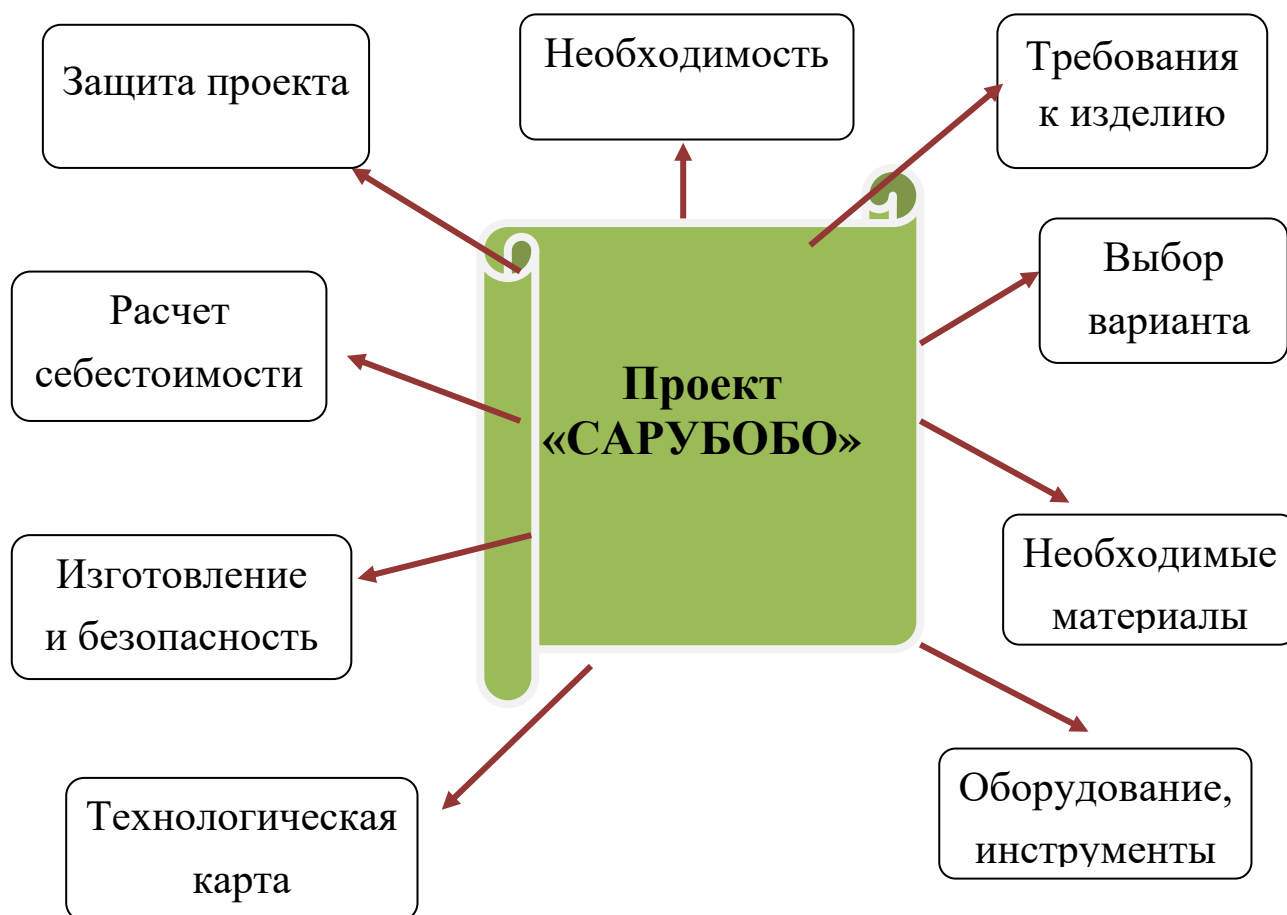 Защита проекта
Необходимость
Требования
к изделию
Выбор
варианта
Расчет
себестоимости
Проект
«САРУБОБО»
Необходимые
материалы
Изготовление
и безопасность
Оборудование,
инструменты
Технологическая
карта